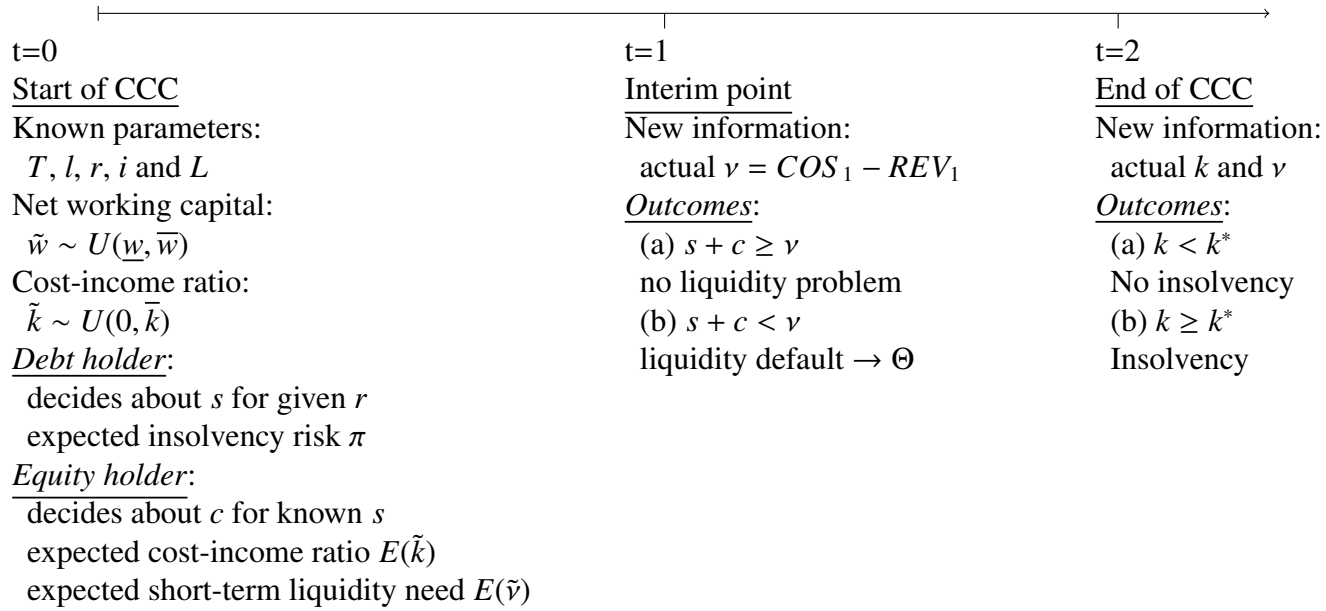 t=0
Start of CCC
Known parameters:
T, l, r, i and L
Net working capital:
w̃ ∼ U(w̲, w̅)
Cost-income ratio:
k̃̄ ∼ U(0, k̅)
Debt holder:
decides about s for given r
expected insolvency risk π
Equity holder:
decides about c for known s
expected cost-income ratio E(k̃)
expected short-term liquidity need E(ṽ)
t=1
Interim point
New information:
actual ν = COS₁ − REV₁
Outcomes:
(a) s + c ≥ ν
no liquidity problem
(b) s + c < ν
liquidity default → Θ
t=2
End of CCC
New information:
actual k and ν
Outcomes:
(a) k < k*
No insolvency
(b) k ≥ k*
Insolvency